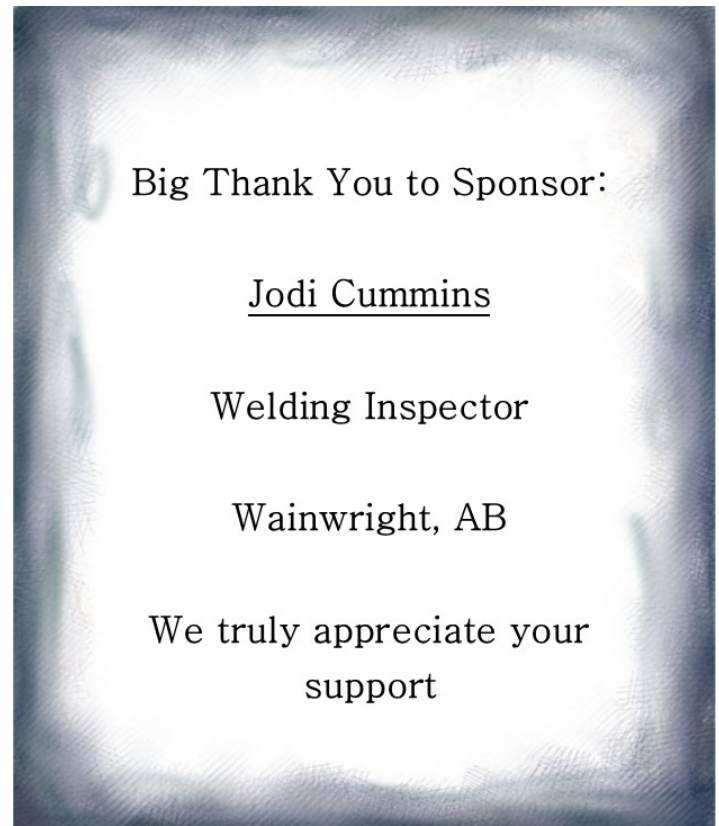 Big Thank You to Sponsor:
Jodi Cummins
Welding Inspector
Wainwright, AB
We truly appreciate your
support